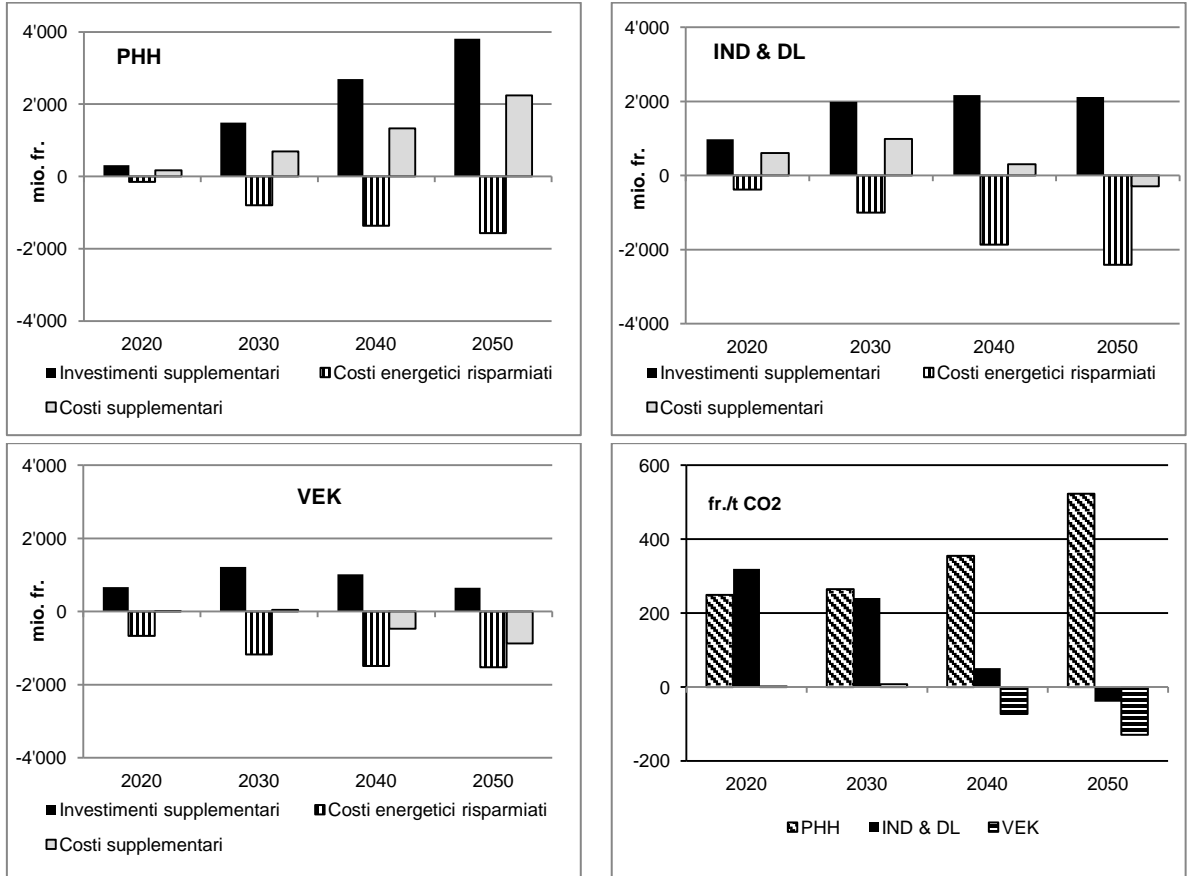 PHH
mio. fr.
4'000
2'000
0
-2'000
-4'000
2020 2030 2040 2050
Investimenti supplementari Costi energetici risparmiati
Costi supplementari
IND & DL
mio. fr.
4'000
2'000
0
-2'000
-4'000
2020 2030 2040 2050
Investimenti supplementari Costi energetici risparmiati
Costi supplementari
VEK
mio. fr.
4'000
2'000
0
-2'000
-4'000
2020 2030 2040 2050
Investimenti supplementari Costi energetici risparmiati
Costi supplementari
fr./t CO2
600
400
200
0
-200
2020 2030 2040 2050
PHH IND & DL VEK